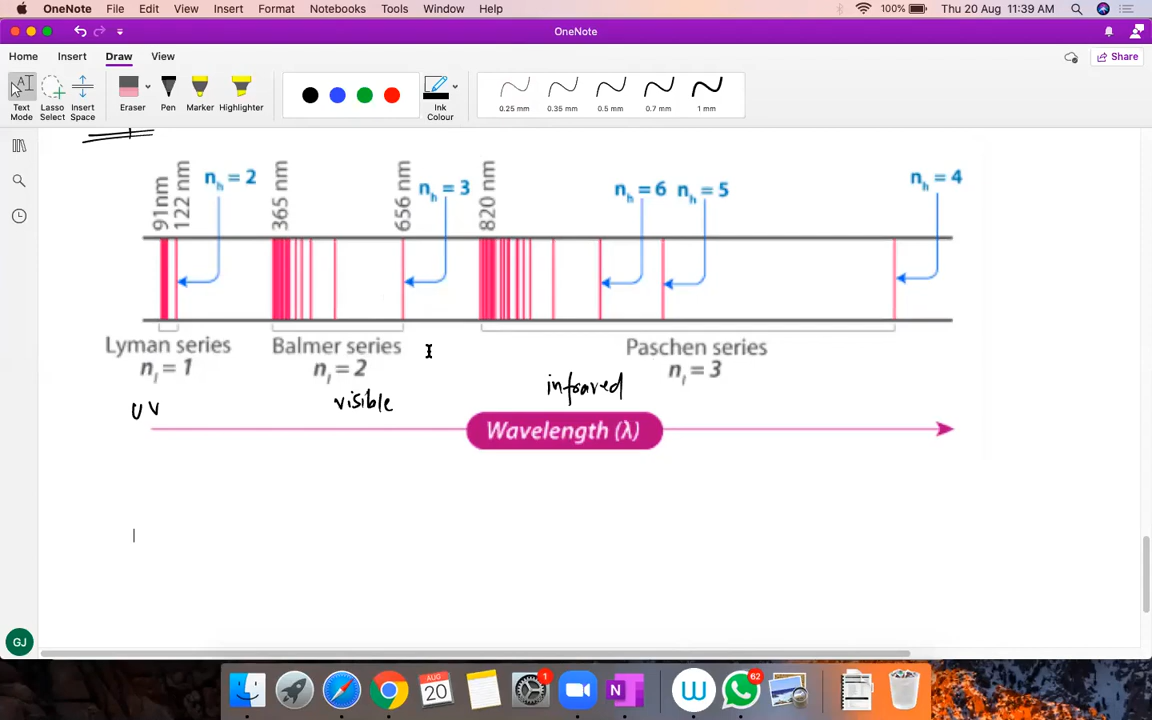 OneNote File Edit View Insert Format Notebooks Tools Window Help 100% Thu 20 Aug 11:39 AM
OneNote
Home Insert Draw View Share
Text Mode
Lasso Select
Insert Space
Eraser
Pen
Marker
Highlighter
Ink Colour
0.25 mm 0.35 mm 0.5 mm 0.7 mm 1 mm
91nm 122 nm 365 nm 656 nm 820 nm
nh = 2 nh = 3 nh = 6 nh = 5 nh = 4
Lyman series Balmer series Paschen series
nl = 1 nl = 2 nl = 3
UV visible infrared
Wavelength (λ)
GJ
AUG
20
1
62